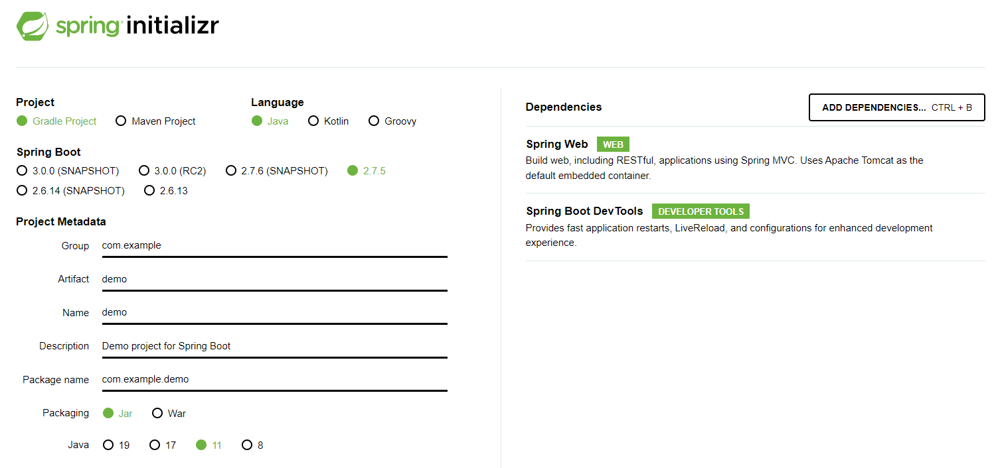 spring initializr
Project
Gradle Project Maven Project
Language
Java Kotlin Groovy
Spring Boot
3.0.0 (SNAPSHOT) 3.0.0 (RC2) 2.7.6 (SNAPSHOT) 2.7.5
2.6.14 (SNAPSHOT) 2.6.13
Project Metadata
Group com.example
Artifact demo
Name demo
Description Demo project for Spring Boot
Package name com.example.demo
Packaging Jar War
Java 19 17 11 8
Dependencies
ADD DEPENDENCIES... CTRL + B
Spring Web WEB
Build web, including RESTful, applications using Spring MVC. Uses Apache Tomcat as the
default embedded container.
Spring Boot DevTools DEVELOPER TOOLS
Provides fast application restarts, LiveReload, and configurations for enhanced development
experience.